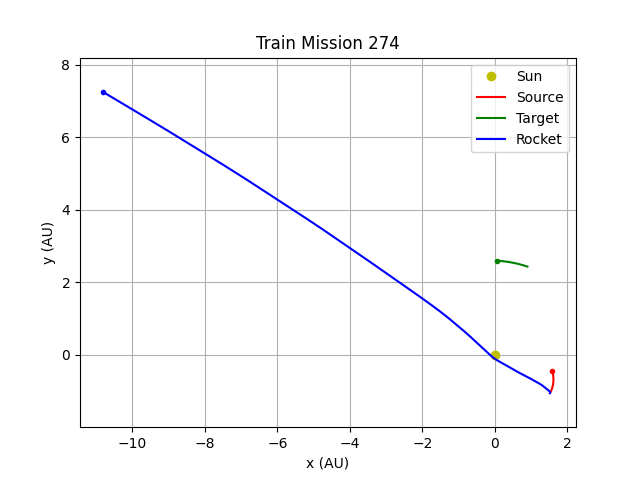 Train Mission 274
8
6
4
2
0
y (AU)
−10
−8
−6
−4
−2
0
2
x (AU)
Sun
Source
Target
Rocket